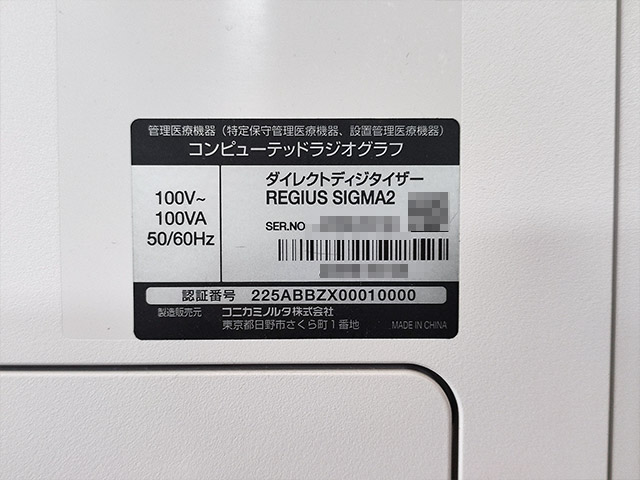 管理医療機器（特定保守管理医療機器、設置管理医療機器）
コンピューテッドラジオグラフ
100V~
100VA
50/60Hz
ダイレクトディジタイザー
REGIUS SIGMA2
SER.NO
認証番号 225ABBZX00010000
製造販売元 コニカミノルタ株式会社
東京都日野市さくら町1番地
MADE IN CHINA